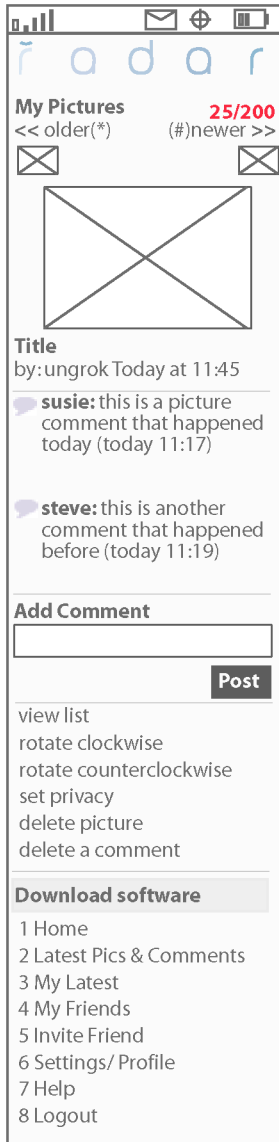 řadar
My Pictures
25/200
<< older(*)
(#)newer >>
Title
by: ungrok Today at 11:45
susie: this is a picture
comment that happened
today (today 11:17)
steve: this is another
comment that happened
before (today 11:19)
Add Comment
Post
view list
rotate clockwise
rotate counterclockwise
set privacy
delete picture
delete a comment
Download software
1 Home
2 Latest Pics & Comments
3 My Latest
4 My Friends
5 Invite Friend
6 Settings/ Profile
7 Help
8 Logout